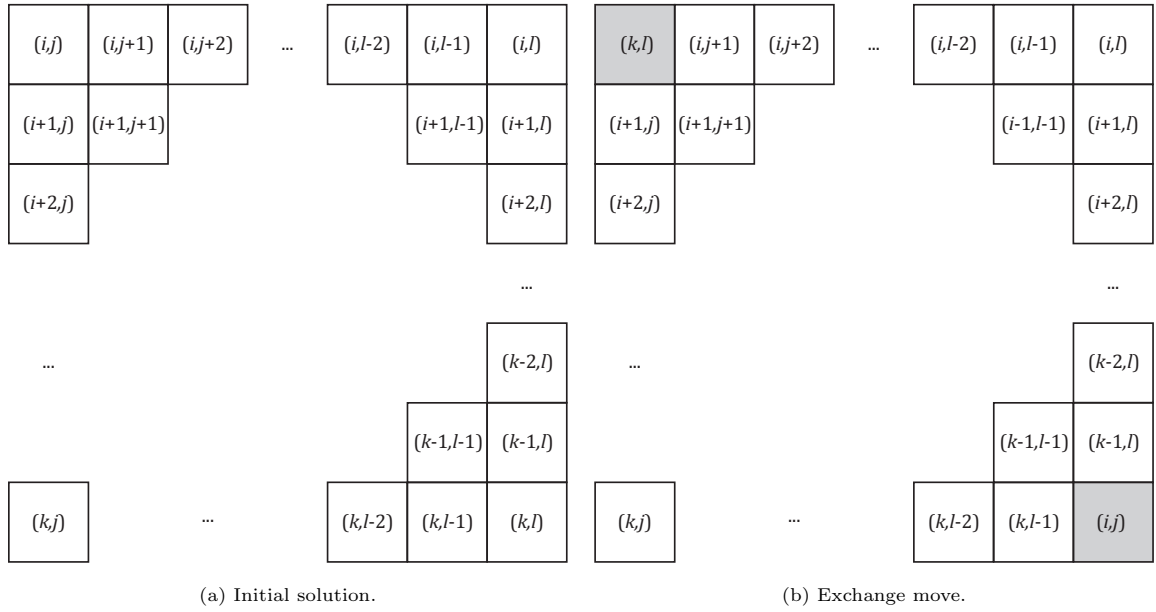 (i,j) (i,j+1) (i,j+2) ... (i,l-2) (i,l-1) (i,l) (k,l) (i,j+1) (i,j+2) ... (i,l-2) (i,l-1) (i,l)
(i+1,j) (i+1,j+1) (i+1,l-1) (i+1,l) (i+1,j) (i+1,j+1) (i-1,l-1) (i+1,l)
(i+2,j) (i+2,l) (i+2,j) (i+2,l)
... ...
... (k-2,l) ... (k-2,l)
(k-1,l-1) (k-1,l) (k-1,l-1) (k-1,l)
(k,j) ... (k,l-2) (k,l-1) (k,l) (k,j) ... (k,l-2) (k,l-1) (i,j)
(a) Initial solution. (b) Exchange move.